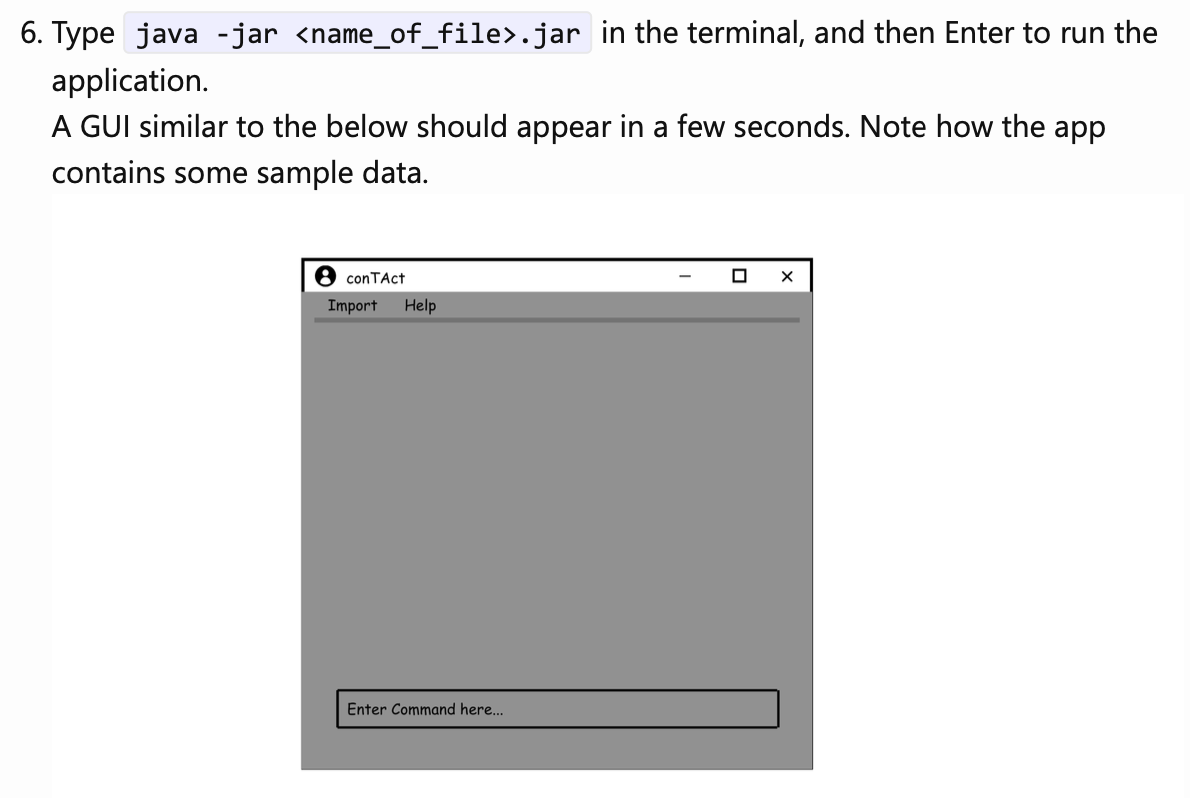 6. Type java -jar <name_of_file>.jar in the terminal, and then Enter to run the
application.
A GUI similar to the below should appear in a few seconds. Note how the app
contains some sample data.
conTAct
Import Help
Enter Command here...